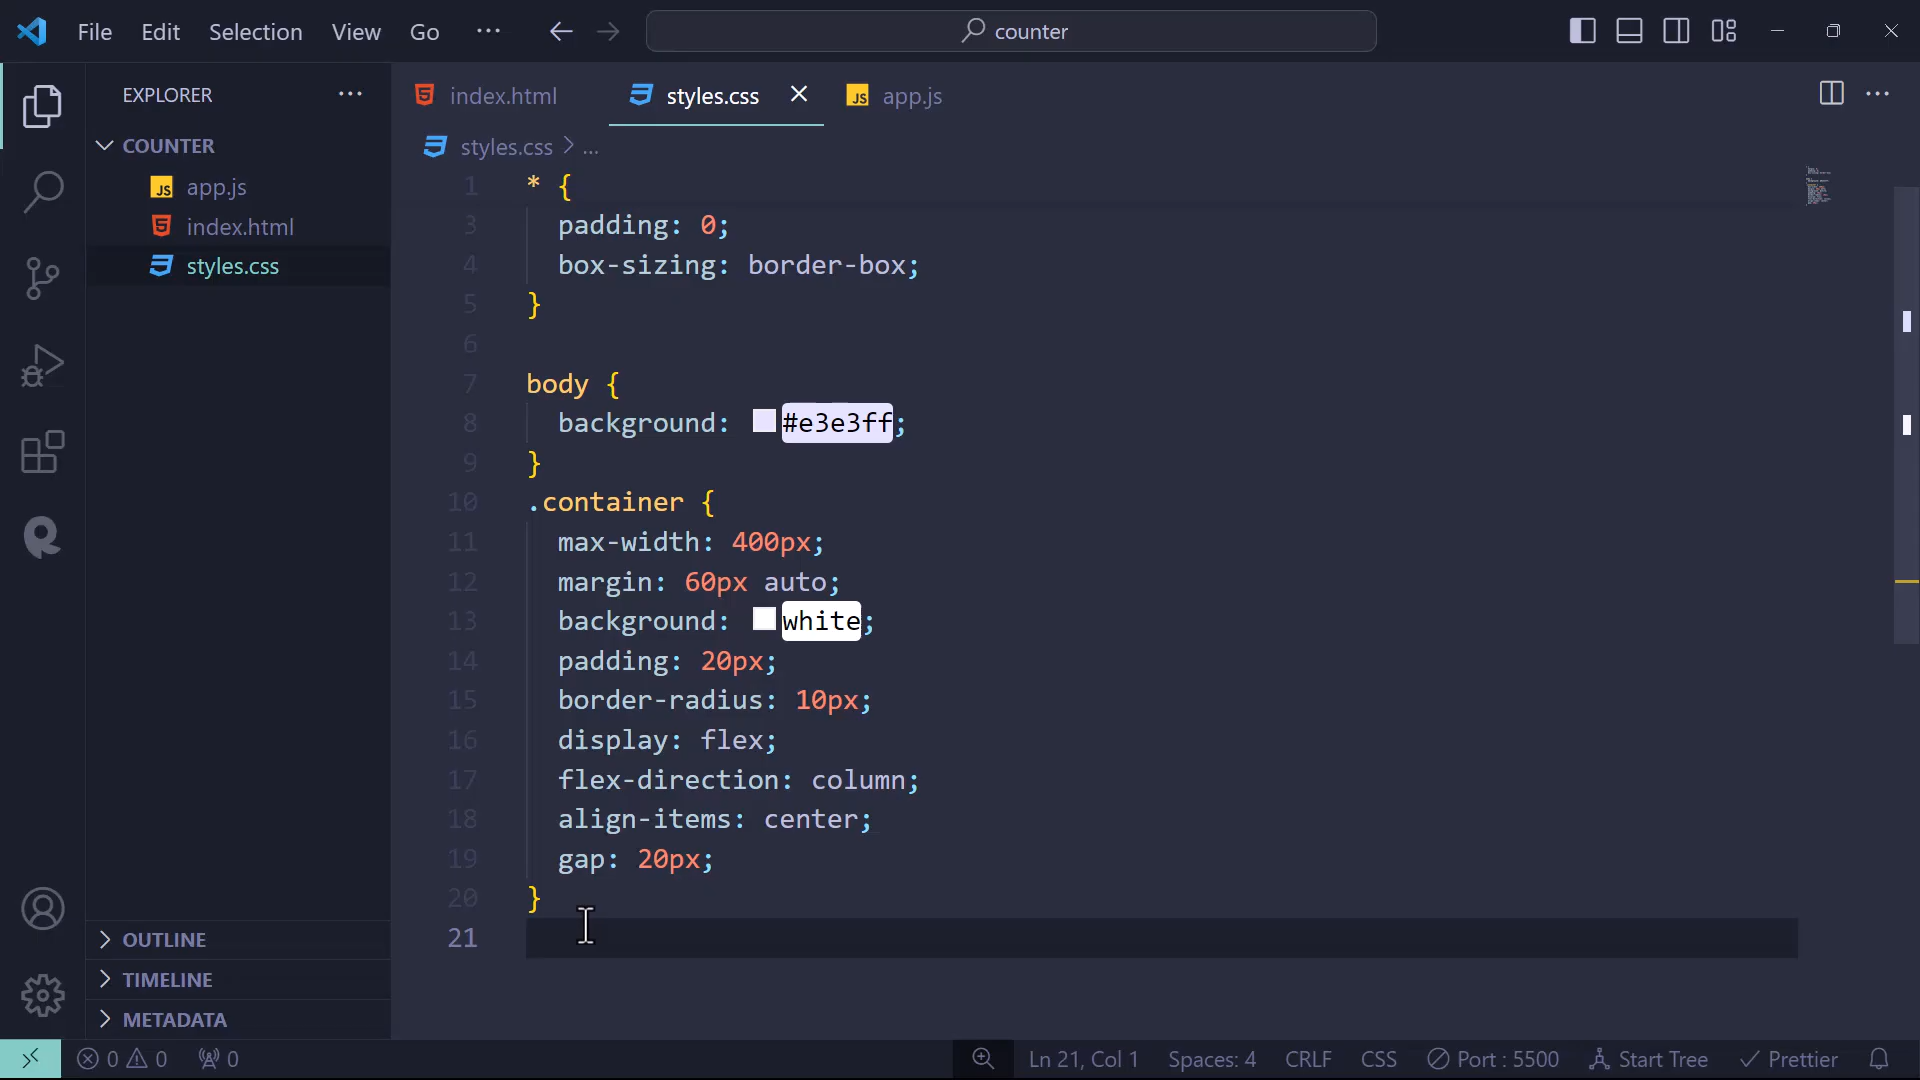 File Edit Selection View Go ··· counter
EXPLORER ···
COUNTER
JS app.js
index.html
styles.css
OUTLINE
TIMELINE
METADATA
index.html styles.css JS app.js ···
styles.css > ...
1 * {
3 padding: 0;
4 box-sizing: border-box;
5 }
6
7 body {
8 background: #e3e3ff;
9 }
10 .container {
11 max-width: 400px;
12 margin: 60px auto;
13 background: white;
14 padding: 20px;
15 border-radius: 10px;
16 display: flex;
17 flex-direction: column;
18 align-items: center;
19 gap: 20px;
20 }
21
0 0 0 Ln 21, Col 1 Spaces: 4 CRLF CSS Port : 5500 Start Tree Prettier